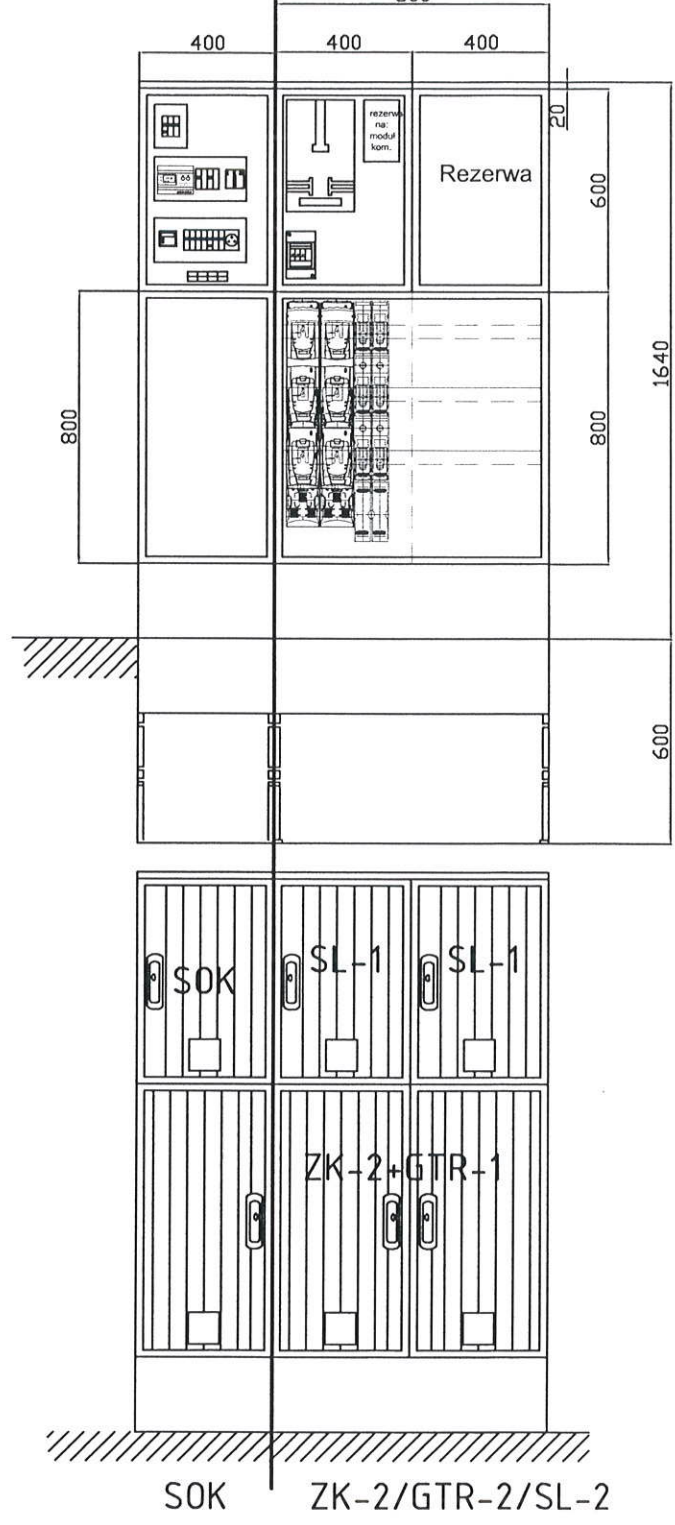 400
400
400
20
rezerwa
na:
moduł
kom.
Rezerwa
600
800
800
1640
600
SOK
SL-1
SL-1
ZK-2+GTR-1
SOK
ZK-2/GTR-2/SL-2